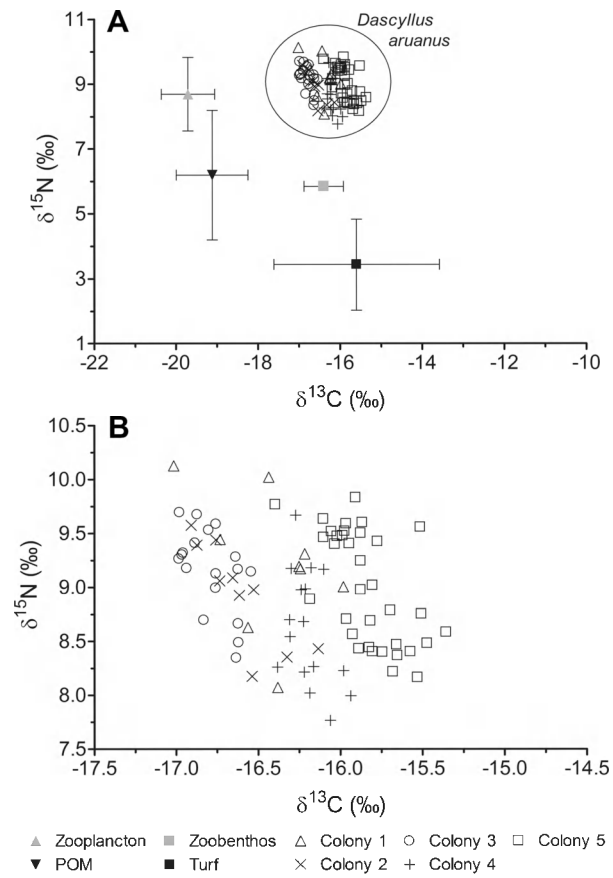 A
Dascyllus
aruanus
11
9
7
5
3
1
δ15N (‰)
-22 -20 -18 -16 -14 -12 -10
δ13C (‰)
B
10.5
10.0
9.5
9.0
8.5
8.0
7.5
δ15N (‰)
-17.5 -17.0 -16.5 -16.0 -15.5 -15.0 -14.5
δ13C (‰)
Zooplancton Zoobenthos Colony 1 Colony 3 Colony 5
POM Turf Colony 2 Colony 4